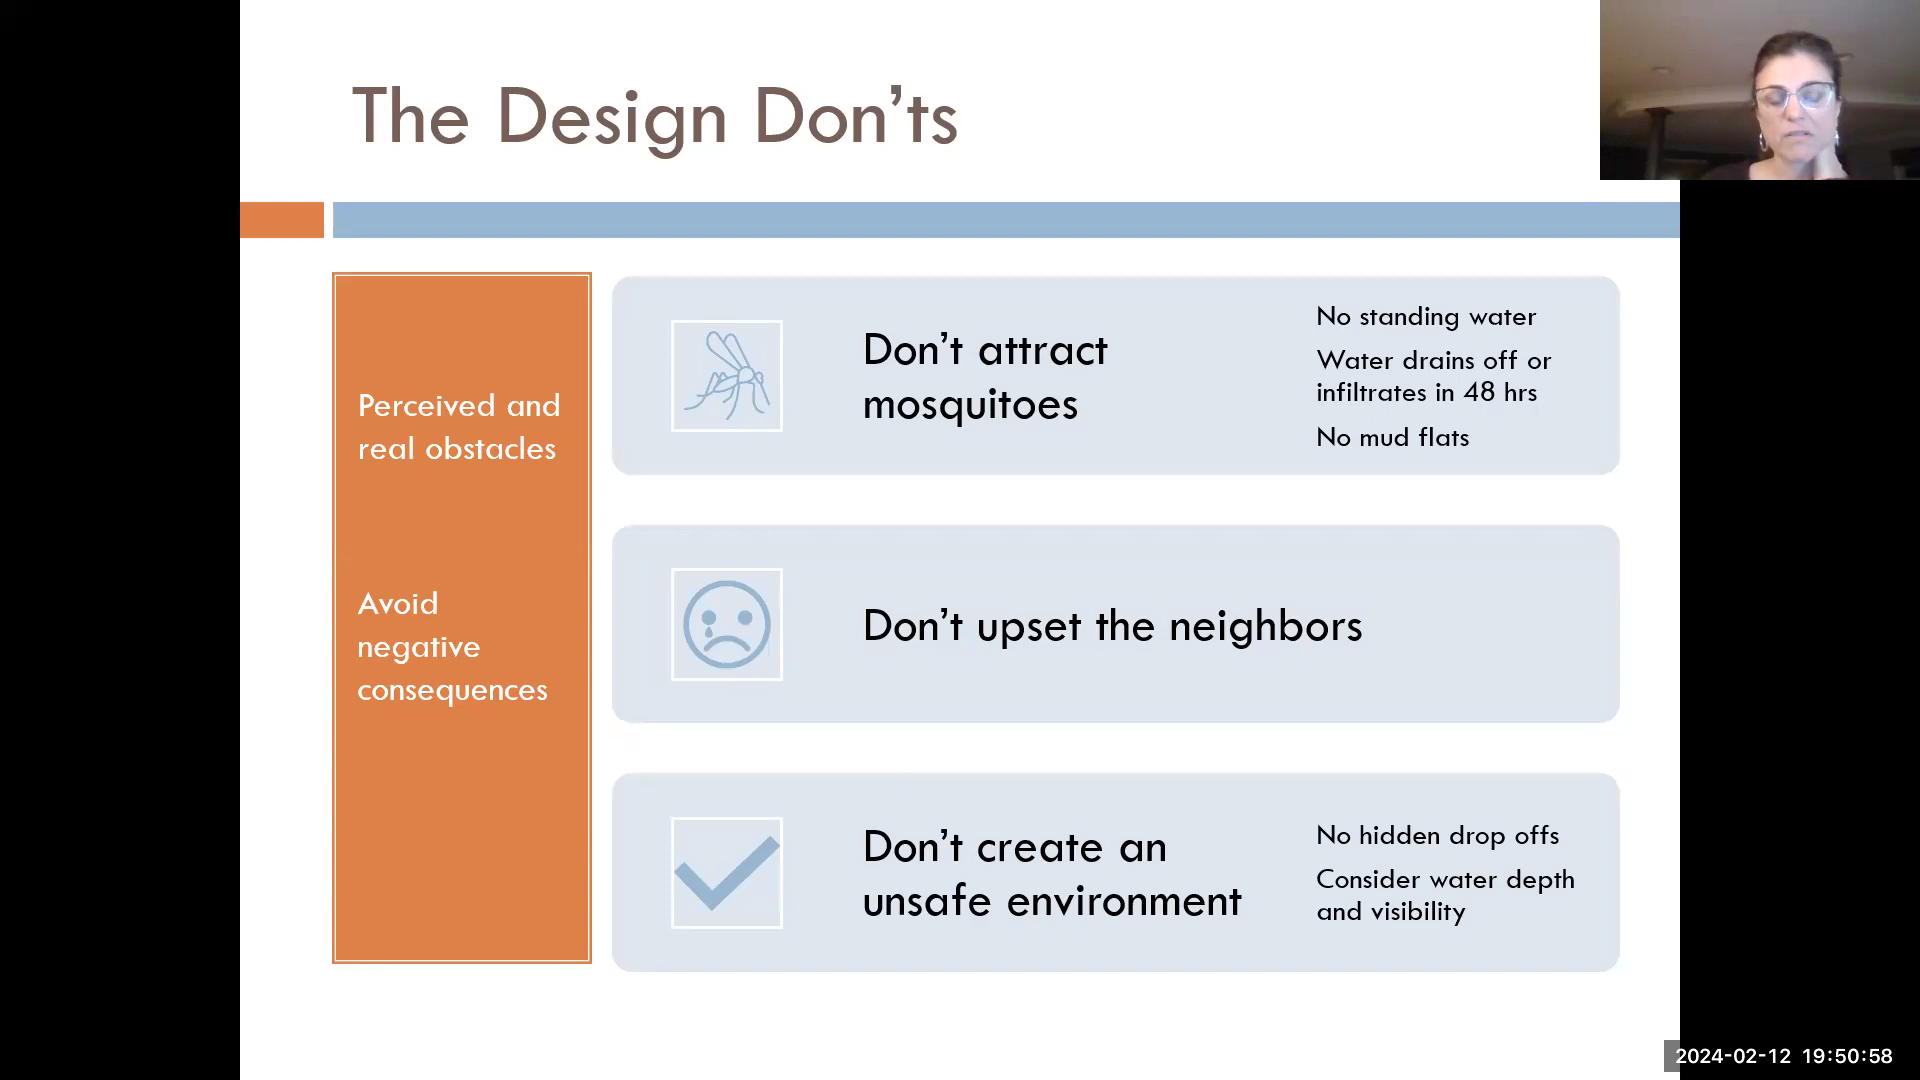 The Design Don’ts
Perceived and
real obstacles
Avoid
negative
consequences
Don’t attract
mosquitoes
No standing water
Water drains off or
infiltrates in 48 hrs
No mud flats
Don’t upset the neighbors
Don’t create an
unsafe environment
No hidden drop offs
Consider water depth
and visibility
2024-02-12 19:50:58